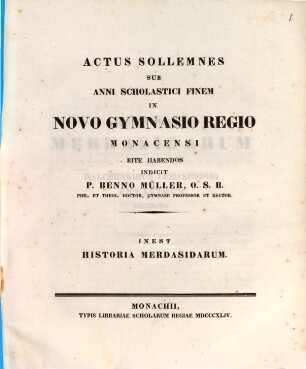 1
ACTUS SOLLEMNES
SUB
ANNI SCHOLASTICI FINEM
IN
NOVO GYMNASIO REGIO
MONACENSI
RITE HABENDOS
INDICIT
P. BENNO MÜLLER, O. S. B.
PHIL. ET THEOL. DOCTOR, GYMNASII PROFESSOR ET RECTOR.
INEST
HISTORIA MERDASIDARUM.
MONACHII,
TYPIS LIBRARIAE SCHOLARUM REGIAE MDCCCXLIV.